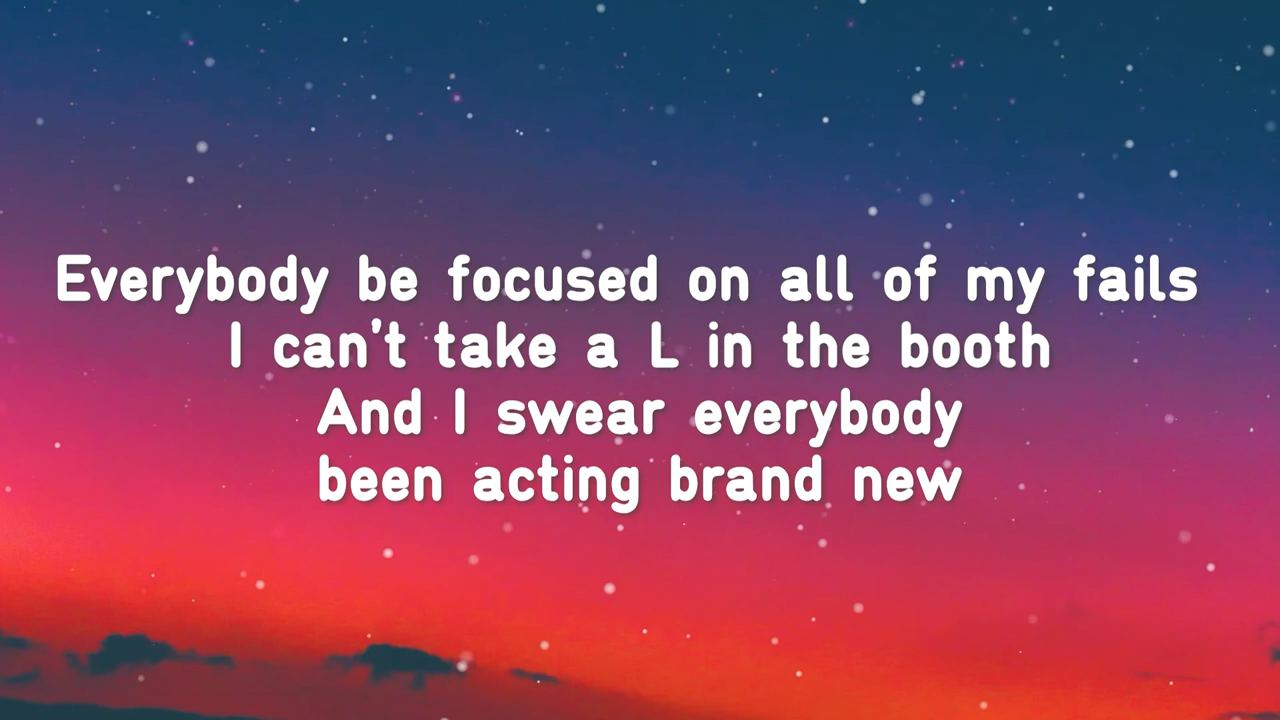 Everybody be focused on all of my fails
I can't take a L in the booth
And I swear everybody
been acting brand new